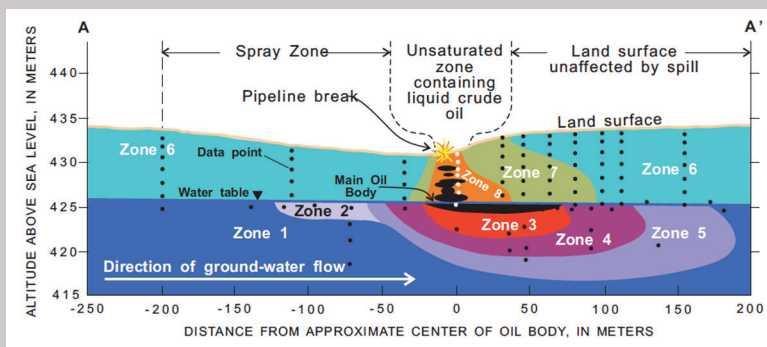 A
A'
Spray Zone
Unsaturated
zone
containing
liquid crude
oil
Land surface
unaffected by spill
Pipeline break
Land surface
ALTITUDE ABOVE SEA LEVEL, IN METERS
440
430
425
420
415
Zone 6
Data point
Water table
Main Oil
Body
Zone 8
Zone 7
Zone 6
Zone 1
Zone 2
Zone 3
Zone 4
Zone 5
Direction of ground-water flow
-250 -200 -150 -100 -50 0 50 100 150 200
DISTANCE FROM APPROXIMATE CENTER OF OIL BODY, IN METERS